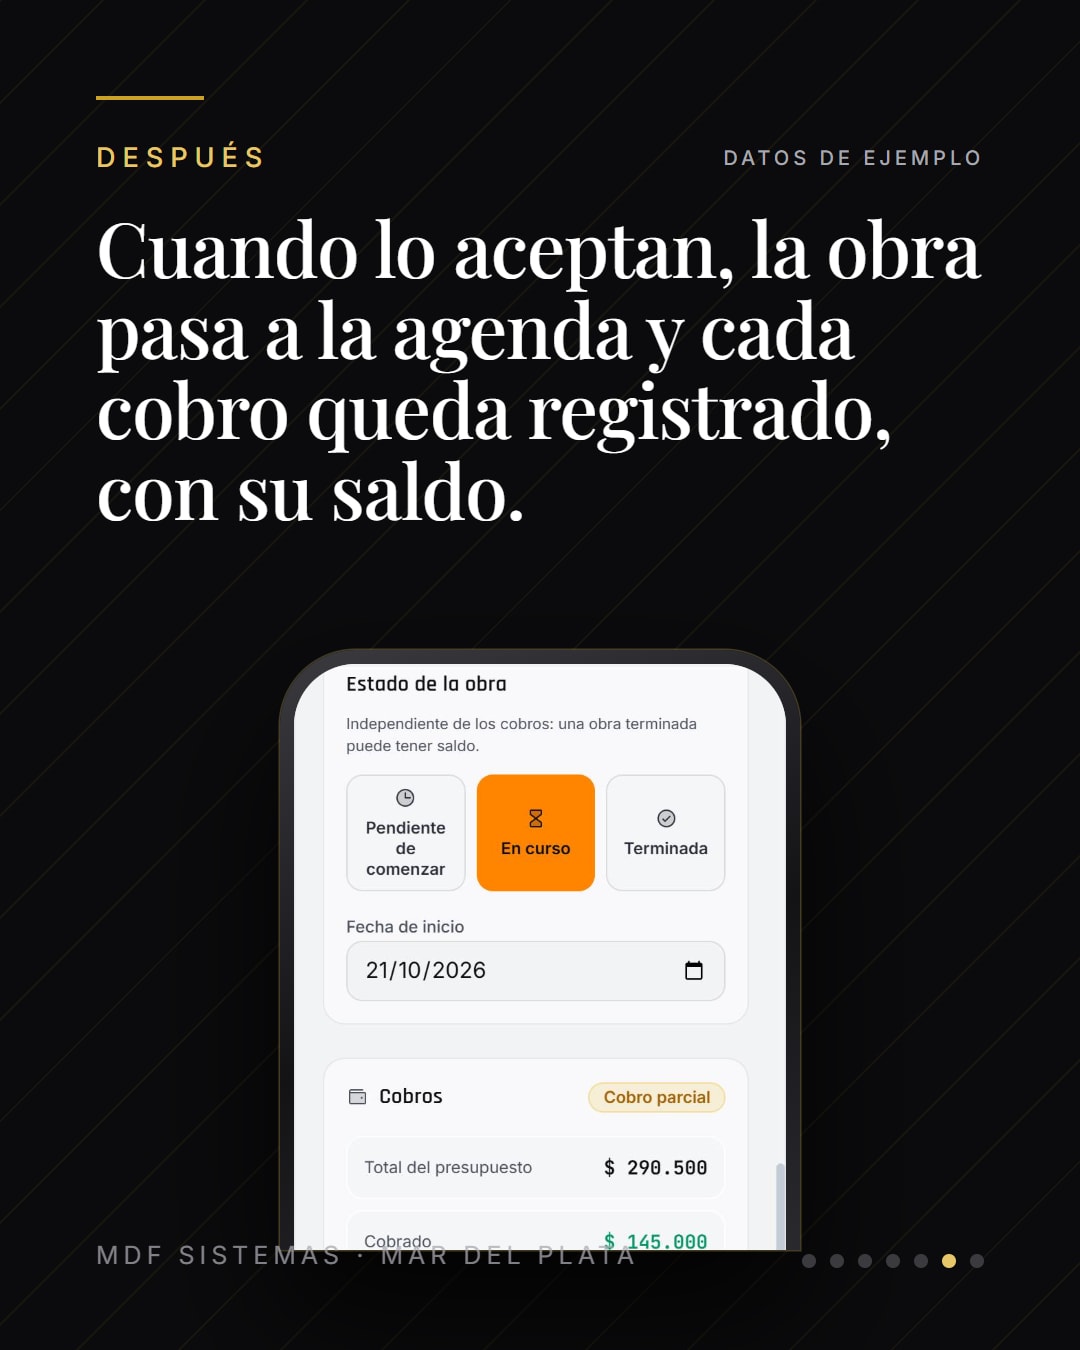 DESPUÉS
DATOS DE EJEMPLO
Cuando lo aceptan, la obra
pasa a la agenda y cada
cobro queda registrado,
con su saldo.
Estado de la obra
Independiente de los cobros: una obra terminada
puede tener saldo.
Pendiente
de
comenzar
En curso
Terminada
Fecha de inicio
21/10/2026
Cobros
Cobro parcial
Total del presupuesto
$ 290.500
Cobrado
$ 145.000
MDF SISTEMAS · MAR DEL PLATA